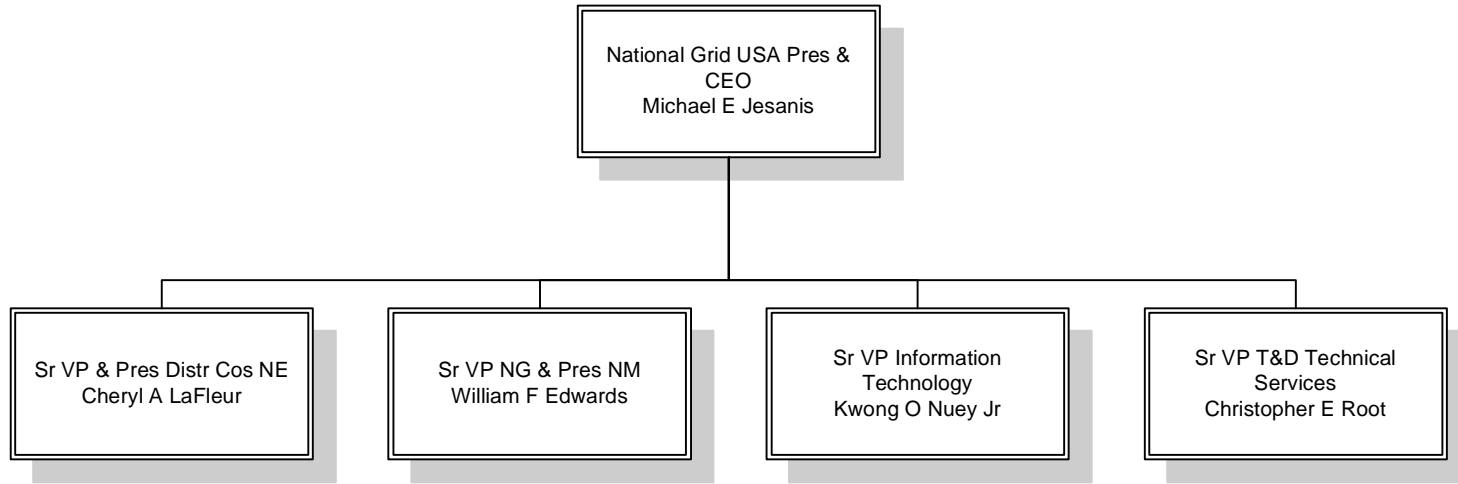 National Grid USA Pres &
CEO
Michael E Jesanis
Sr VP & Pres Distr Cos NE
Cheryl A LaFleur
Sr VP NG & Pres NM
William F Edwards
Sr VP Information
Technology
Kwong O Nuey Jr
Sr VP T&D Technical
Services
Christopher E Root